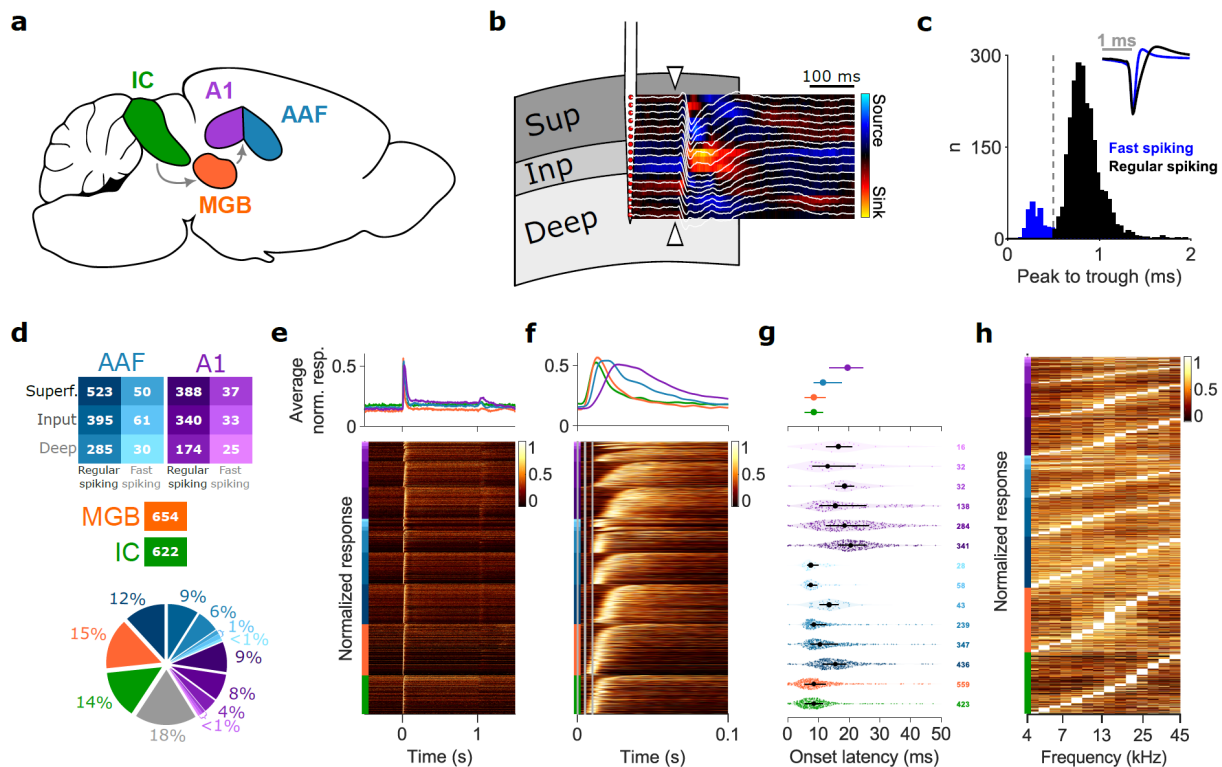 a
IC
A1
AAF
MGB
b
100 ms
Sup
Inp
Deep
Source
Sink
c
1 ms
300
150
0
n
Fast spiking
Regular spiking
0
1
2
Peak to trough (ms)
d
AAF
A1
Superf.
523
50
388
37
Input
395
61
340
33
Deep
285
30
174
25
Regular
spiking
Fast
spiking
Regular
spiking
Fast
spiking
MGB
654
IC
622
12%
9%
6%
1%
<1%
9%
8%
4%
<1%
18%
14%
15%
e
Average
norm. resp.
0.5
0
Normalized response
1
0.5
0
0
1
Time (s)
f
0.5
0
1
0.5
0
0
0.1
Time (s)
g
16
32
32
138
284
341
28
58
43
239
347
436
559
423
0
10
20
30
40
50
Onset latency (ms)
h
Normalized response
1
0.5
0
4
7
13
25
45
Frequency (kHz)